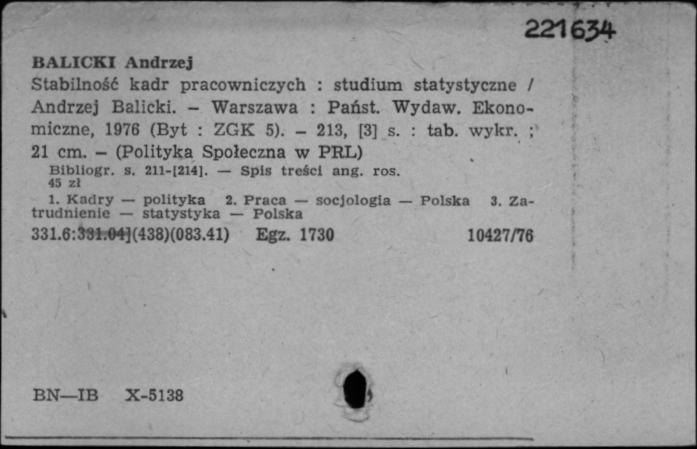 221634
BALICKI Andrzej
Stabilność kadr pracowniczych : studium statystyczne /
Andrzej Balicki. — Warszawa : Państ. Wydaw. Ekono-
miczne, 1976 (Byt : ZGK 5). — 213, [3] s. : tab. wykr. ;
21 cm. — (Polityka Społeczna w PRL)
Bibliogr. s. 211-[214]. — Spis treści ang. ros.
45 zł
1. Kadry — polityka 2. Praca — socjologia — Polska 3. Za-
trudnienie — statystyka — Polska
331.6:331.04](438)(083.41) Egz. 1730 10427/76
BN—IB X-5138